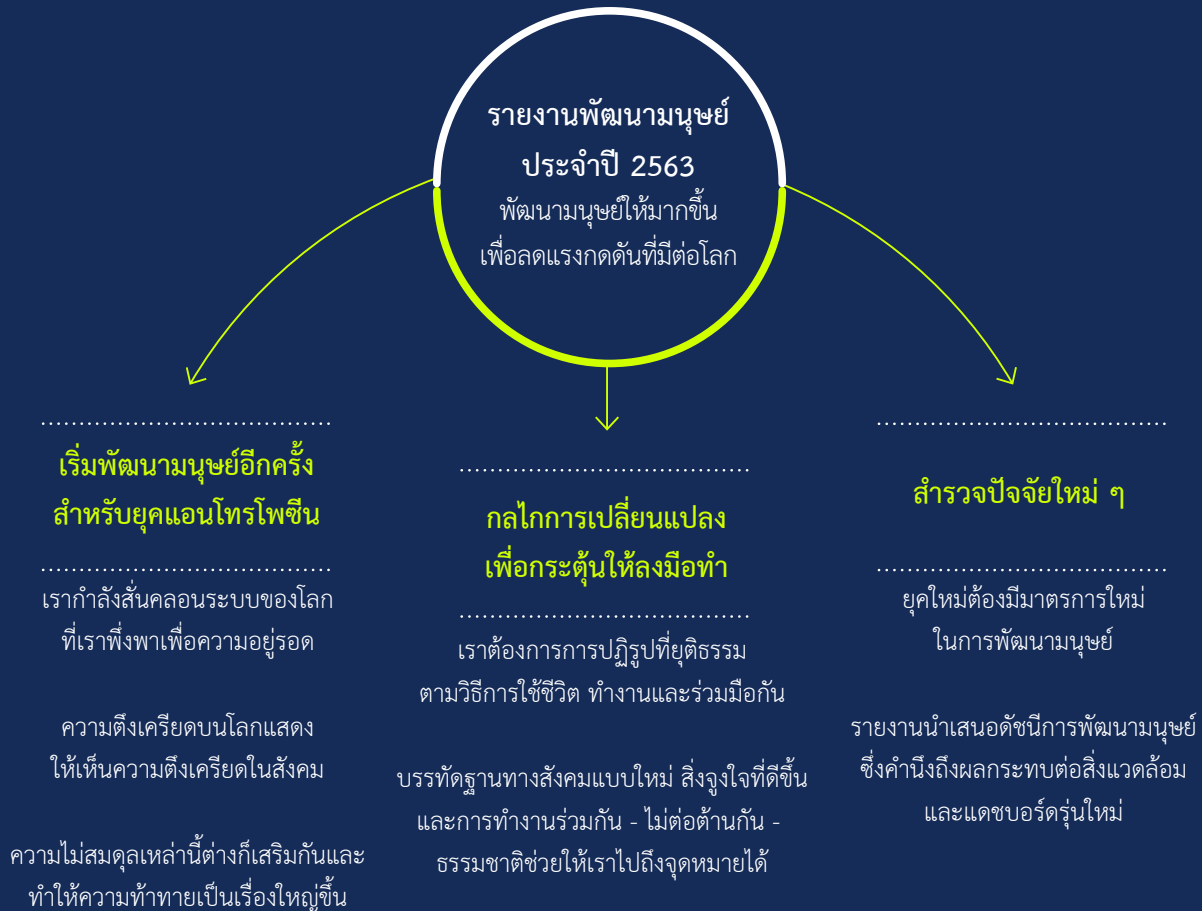 รายงานพัฒนามนุษย์
ประจำปี 2563
พัฒนามนุษย์ให้มากขึ้น
เพื่อลดแรงกดดันที่มีต่อโลก
เริ่มพัฒนามนุษย์อีกครั้ง
สำหรับยุคแอนโทรโพซีน
เรากำลังสั่นคลอนระบบของโลก
ที่เราพึ่งพาเพื่อความอยู่รอด
ความตึงเครียดบนโลกแสดง
ให้เห็นความตึงเครียดในสังคม
ความไม่สมดุลเหล่านี้ต่างก็เสริมกันและ
ทำให้ความท้าทายเป็นเรื่องใหญ่ขึ้น
กลไกการเปลี่ยนแปลง
เพื่อกระตุ้นให้ลงมือทำ
เราต้องการการปฏิรูปที่ยุติธรรม
ตามวิธีการใช้ชีวิต ทำงานและร่วมมือกัน
บรรทัดฐานทางสังคมแบบใหม่ สิ่งจูงใจที่ดีขึ้น
และการทำงานร่วมกัน - ไม่ต่อต้านกัน -
ธรรมชาติช่วยให้เราไปถึงจุดหมายได้
สำรวจปัจจัยใหม่ ๆ
ยุคใหม่ต้องมีมาตรการใหม่
ในการพัฒนามนุษย์
รายงานนำเสนอดัชนีการพัฒนามนุษย์
ซึ่งคำนึงถึงผลกระทบต่อสิ่งแวดล้อม
และแดชบอร์ดรุ่นใหม่